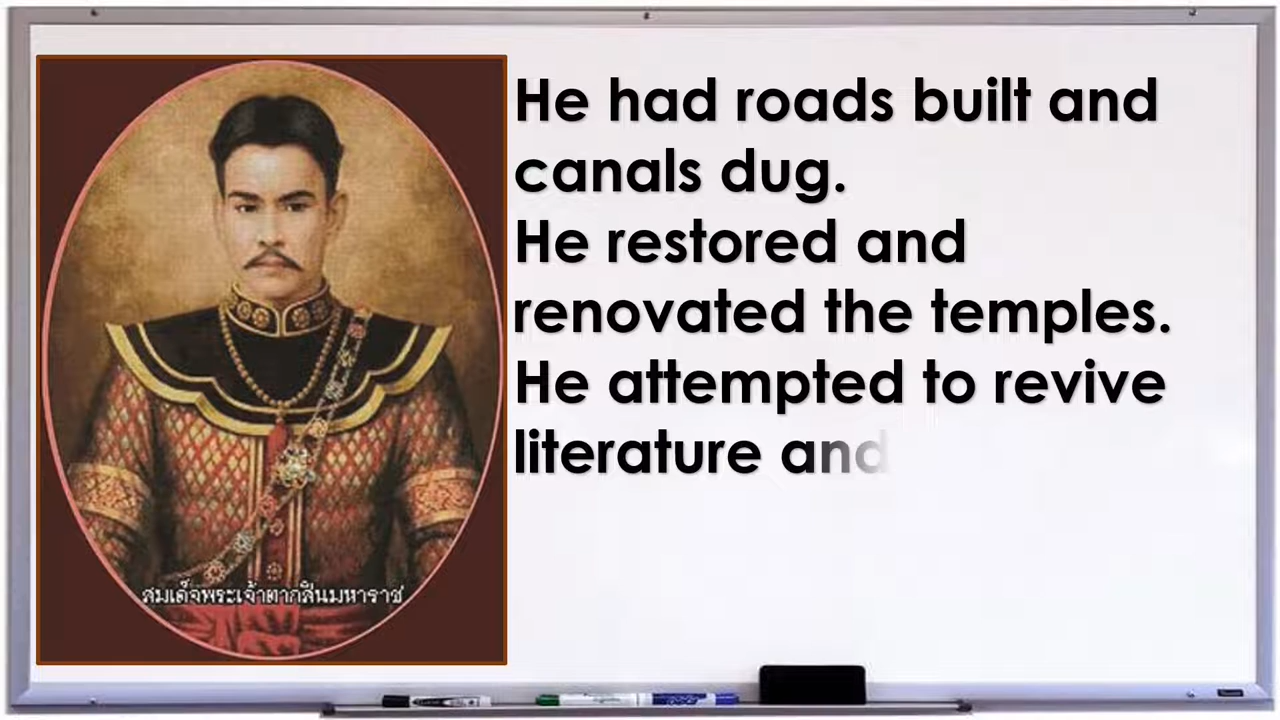 He had roads built and
canals dug.
He restored and
renovated the temples.
He attempted to revive
literature and
สมเด็จพระเจ้าตากสินมหาราช